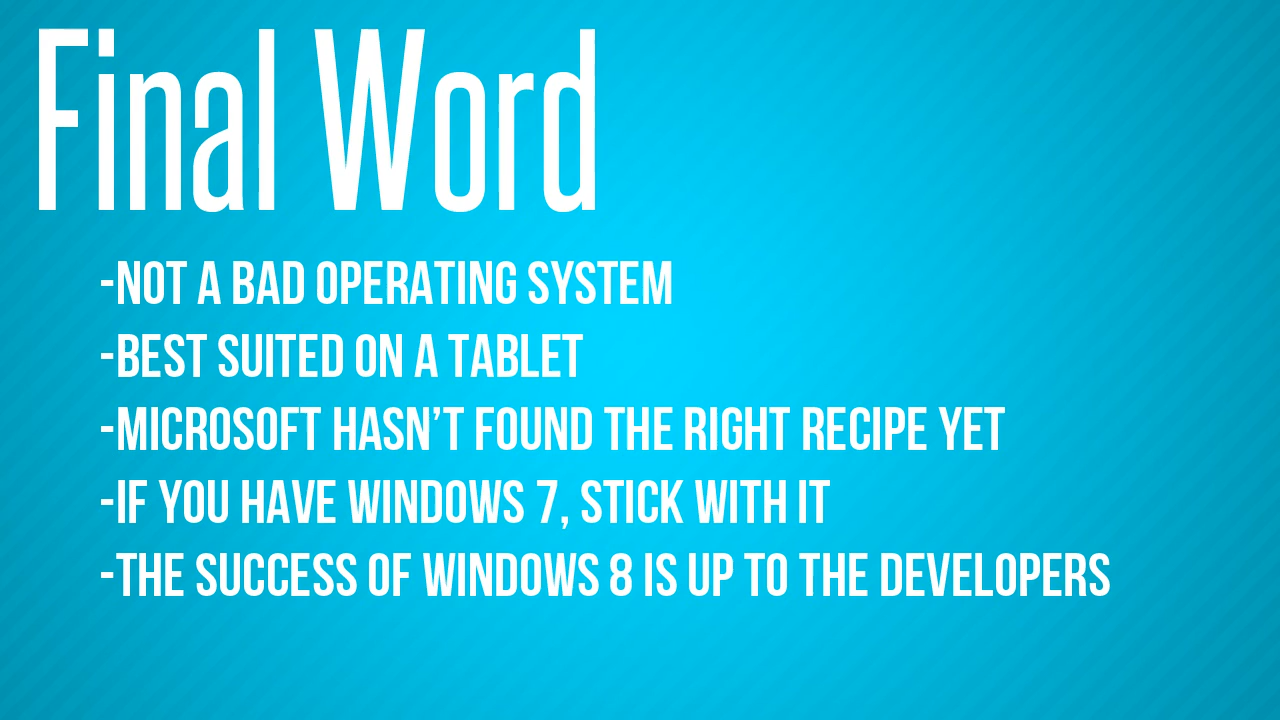 Final Word
-NOT A BAD OPERATING SYSTEM
-BEST SUITED ON A TABLET
-MICROSOFT HASN’T FOUND THE RIGHT RECIPE YET
-IF YOU HAVE WINDOWS 7, STICK WITH IT
-THE SUCCESS OF WINDOWS 8 IS UP TO THE DEVELOPERS